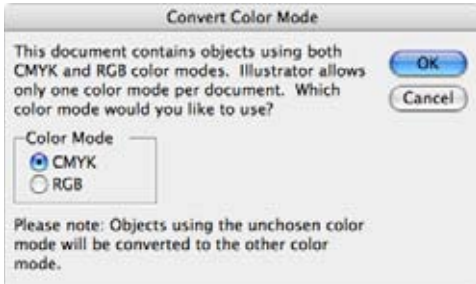 Convert Color Mode
This document contains objects using both
CMYK and RGB color modes. Illustrator allows
only one color mode per document. Which
color mode would you like to use?
OK
Cancel
Color Mode
CMYK
RGB
Please note: Objects using the unchosen color
mode will be converted to the other color
mode.